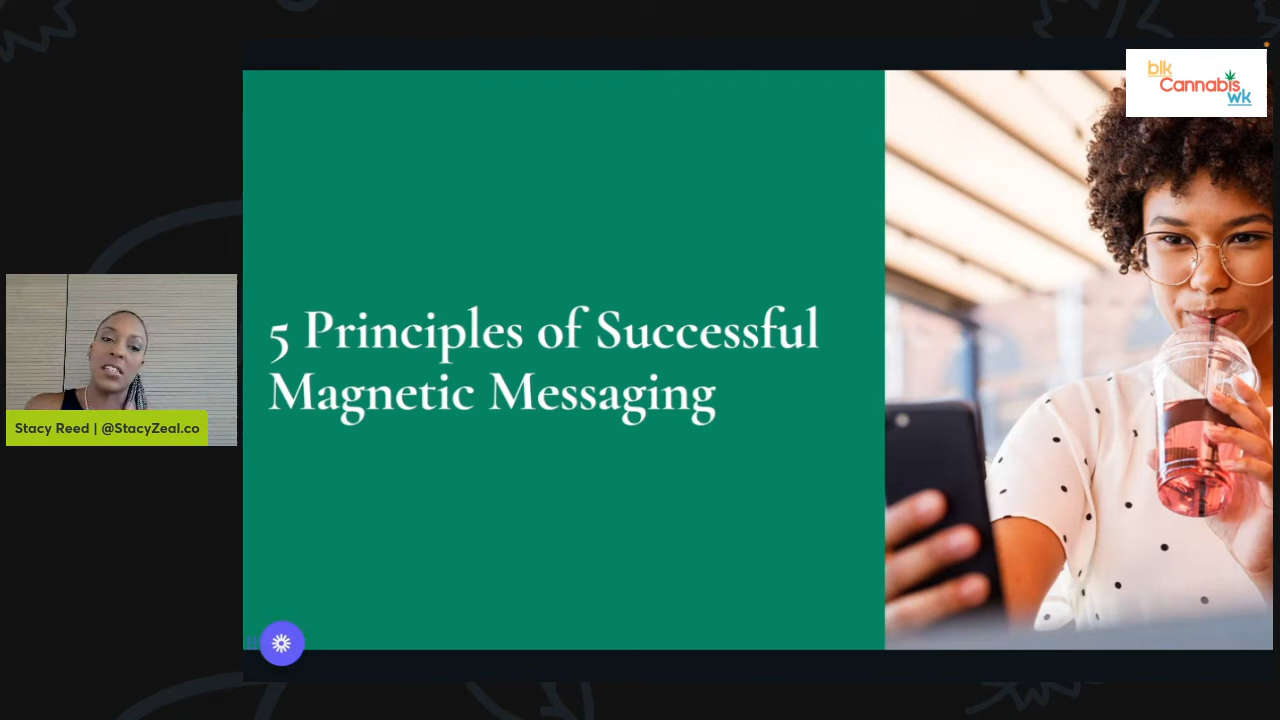 blk
Cannabis
wk
5 Principles of Successful
Magnetic Messaging
Stacy Reed | @StacyZeal.co